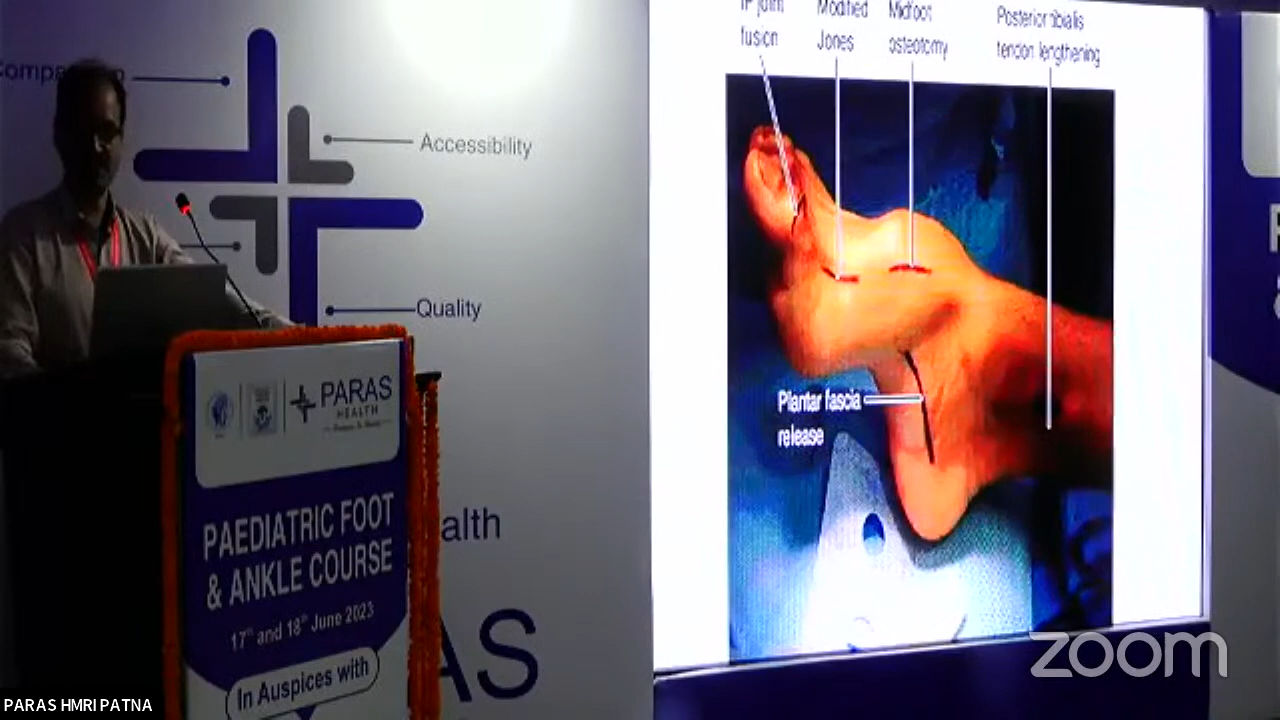 Accessibility
Quality
alth
AS
PARAS
HEALTH
PAEDIATRIC FOOT
& ANKLE COURSE
17th and 18th June 2023
In Auspices with
IP joint
fusion
Modified
Jones
Midfoot
osteotomy
Posterior tibialis
tendon lengthening
Plantar fascia
release
zoom
PARAS HMRI PATNA